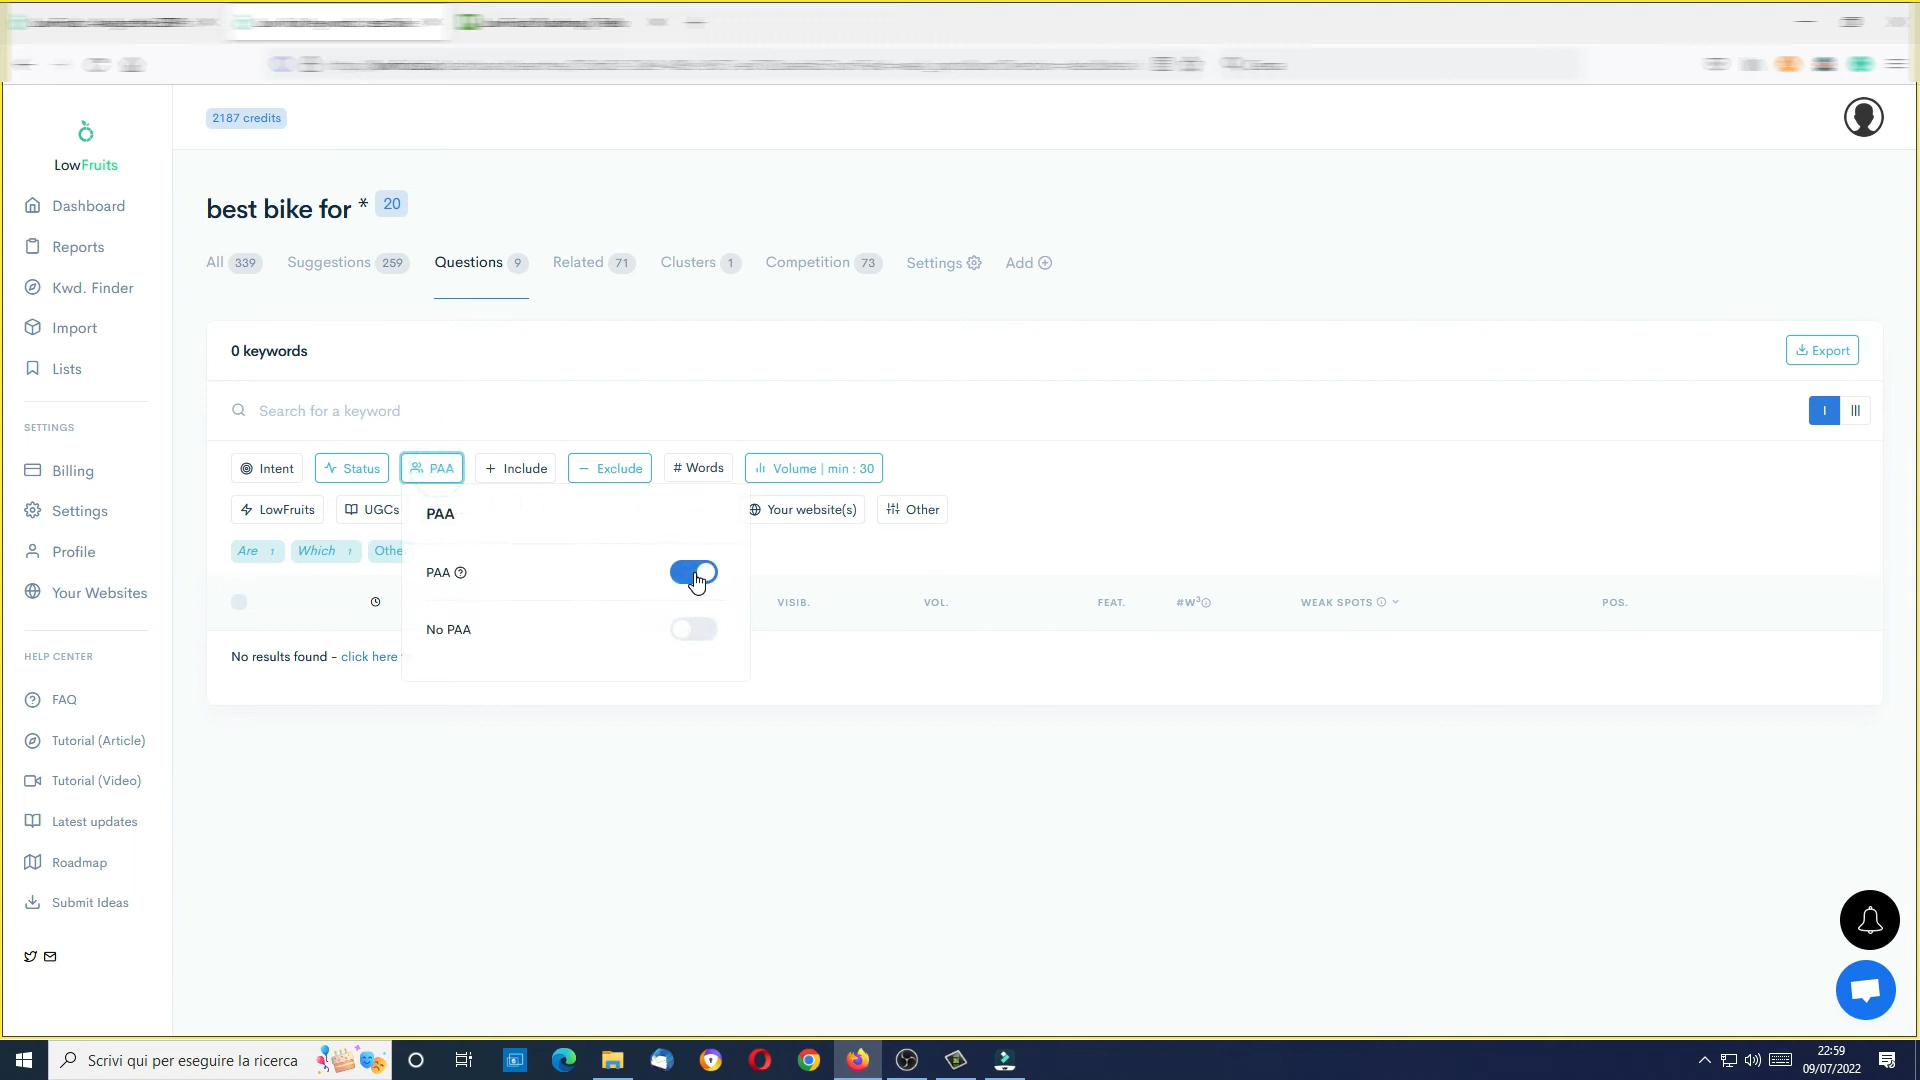 2187 credits
LowFruits
Dashboard
Reports
Kwd. Finder
Import
Lists
SETTINGS
Billing
Settings
Profile
Your Websites
HELP CENTER
FAQ
Tutorial (Article)
Tutorial (Video)
Latest updates
Roadmap
Submit Ideas
best bike for * 20
All 339 Suggestions 259 Questions 9 Related 71 Clusters 1 Competition 73 Settings Add
0 keywords
Export
Search for a keyword
Intent Status PAA + Include − Exclude # Words Volume | min : 30
LowFruits UGCs Your website(s) Other
Are 1 Which 1 Othe
PAA
PAA
No PAA
VISIB. VOL. FEAT. #W3 WEAK SPOTS POS.
No results found - click here
Scrivi qui per eseguire la ricerca
22:59
09/07/2022